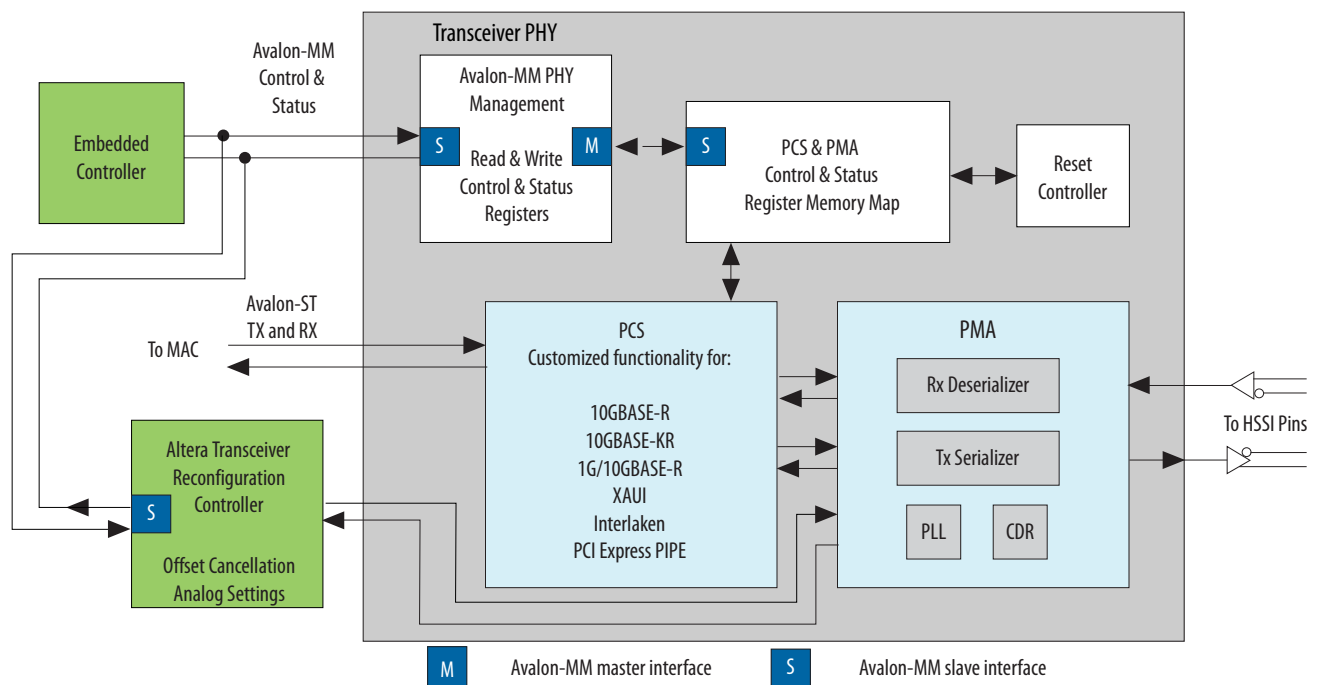 Transceiver PHY
Avalon-MM
Control &
Status
Embedded
Controller
Avalon-MM PHY
Management
S
M
Read & Write
Control & Status
Registers
S
PCS & PMA
Control & Status
Register Memory Map
Reset
Controller
Avalon-ST
TX and RX
To MAC
PCS
Customized functionality for:
10GBASE-R
10GBASE-KR
1G/10GBASE-R
XAUI
Interlaken
PCI Express PIPE
PMA
Rx Deserializer
Tx Serializer
PLL
CDR
To HSSI Pins
Altera Transceiver
Reconfiguration
Controller
S
Offset Cancellation
Analog Settings
M
Avalon-MM master interface
S
Avalon-MM slave interface